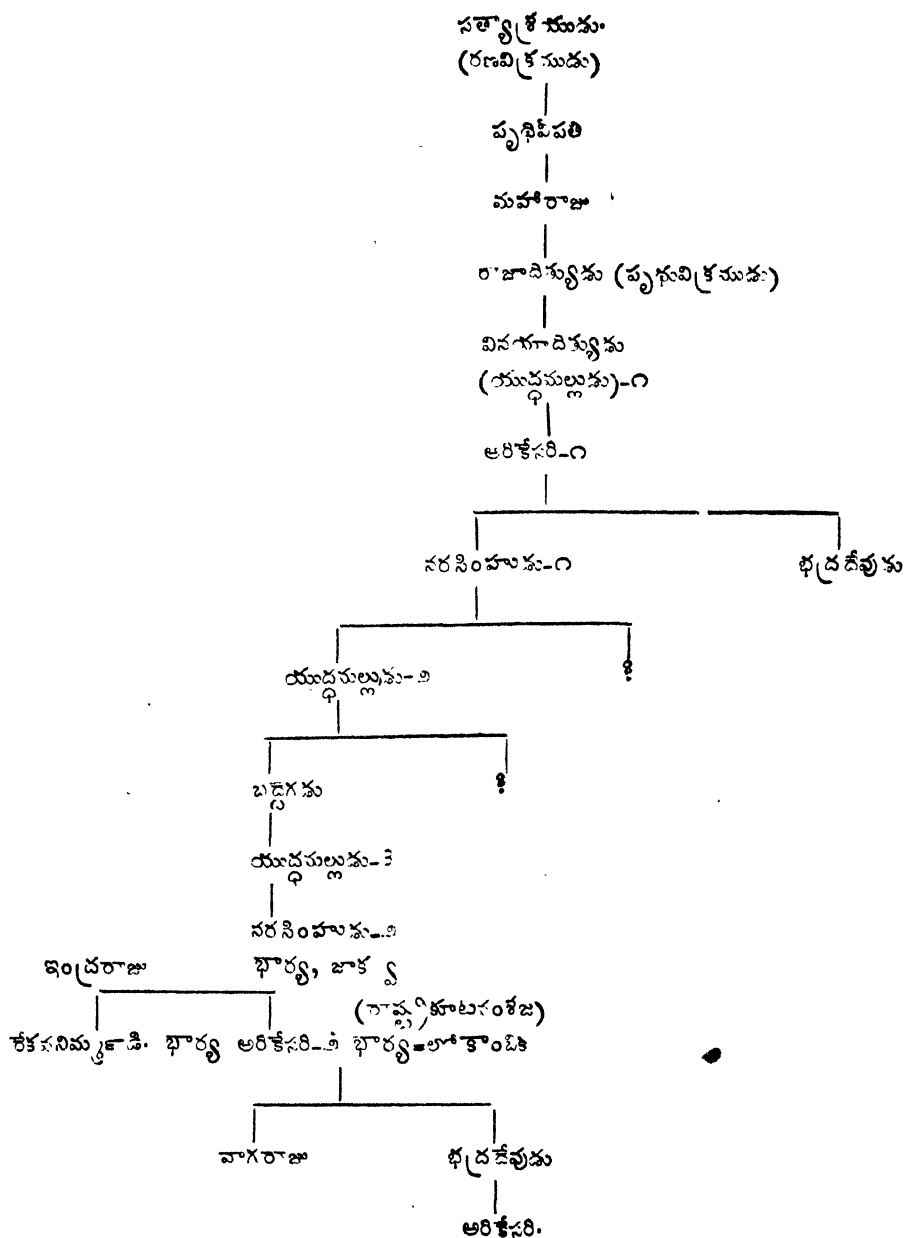 సత్యాశ్రయుడు.
(రణవిక్రముడు)
పృథివీపతి
మహారాజు
రాజాదిత్యుడు (పృథువిక్రముడు)
వినయాదిత్యుడు
(యుద్ధమల్లుడు)-౧
అరికేసరి-౧
నరసింహుడు-౧ భద్రదేవుడు
యుద్ధమల్లుడు-౨ ?
బద్దెగడు ?
యుద్ధమల్లుడు-౩
నరసింహుడు-౨
ఇంద్రరాజు భార్య, జాకవ్వ
(రాష్ట్రకూటవంశజ)
రేకవనిమ్మడి. భార్య అరికేసరి-౨ భార్య=లోకాంబిక
వాగరాజు భద్రదేవుడు
అరికేసరి.